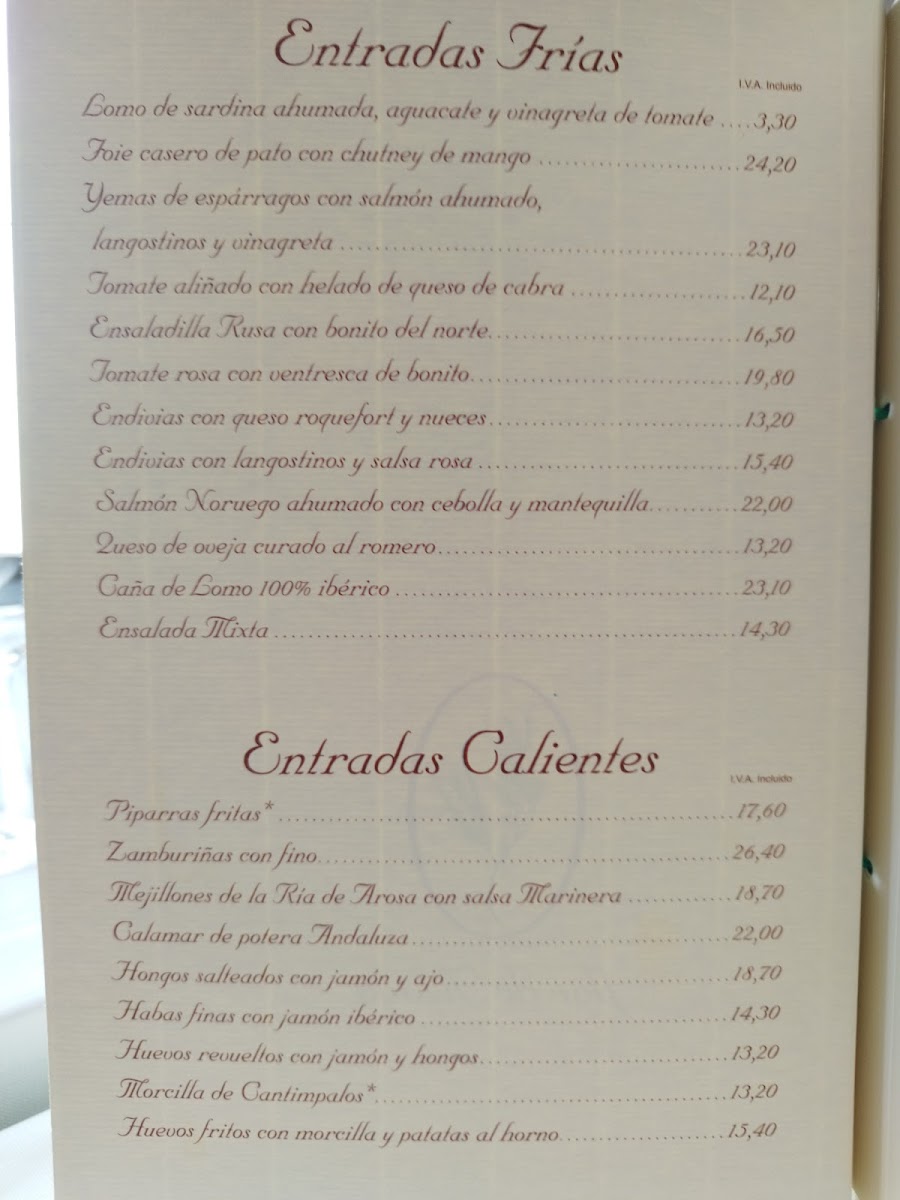 Entradas Frías
I.V.A. Incluido
Lomo de sardina ahumada, aguacate y vinagreta de tomate ....3,30
Foie casero de pato con chutney de mango ........................24,20
Yemas de espárragos con salmón ahumado,
langostinos y vinagreta ................................................23,10
Tomate aliñado con helado de queso de cabra .....................12,10
Ensaladilla Rusa con bonito del norte...............................16,50
Tomate rosa con ventresca de bonito.................................19,80
Endivias con queso roquefort y nueces...............................13,20
Endivias con langostinos y salsa rosa ................................15,40
Salmón Noruego ahumado con cebolla y mantequilla...........22,00
Queso de oveja curado al romero.....................................13,20
Caña de Lomo 100% ibérico ..........................................23,10
Ensalada Mixta .........................................................14,30
Entradas Calientes
I.V.A. Incluido
Piparras fritas* .........................................................17,60
Zamburiñas con fino...................................................26,40
Mejillones de la Ría de Arosa con salsa Marinera .............18,70
Calamar de potera Andaluza..........................................22,00
Hongos salteados con jamón y ajo...................................18,70
Habas finas con jamón ibérico .......................................14,30
Huevos revueltos con jamón y hongos...............................13,20
Morcilla de Cantimpalos*.............................................13,20
Huevos fritos con morcilla y patatas al horno.....................15,40